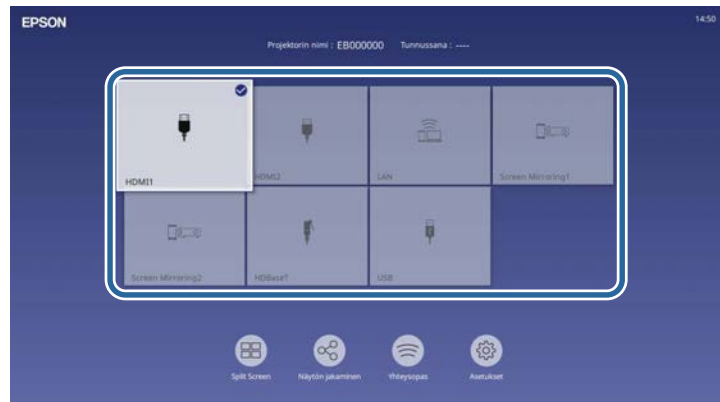 EPSON
14:50
Projektorin nimi : EB000000 Tunnussana : ----
HDMI1 HDMI2 LAN Screen Mirroring1
Screen Mirroring2 HDBaseT USB
Split Screen Näytön jakaminen Yhteysopas Asetukset